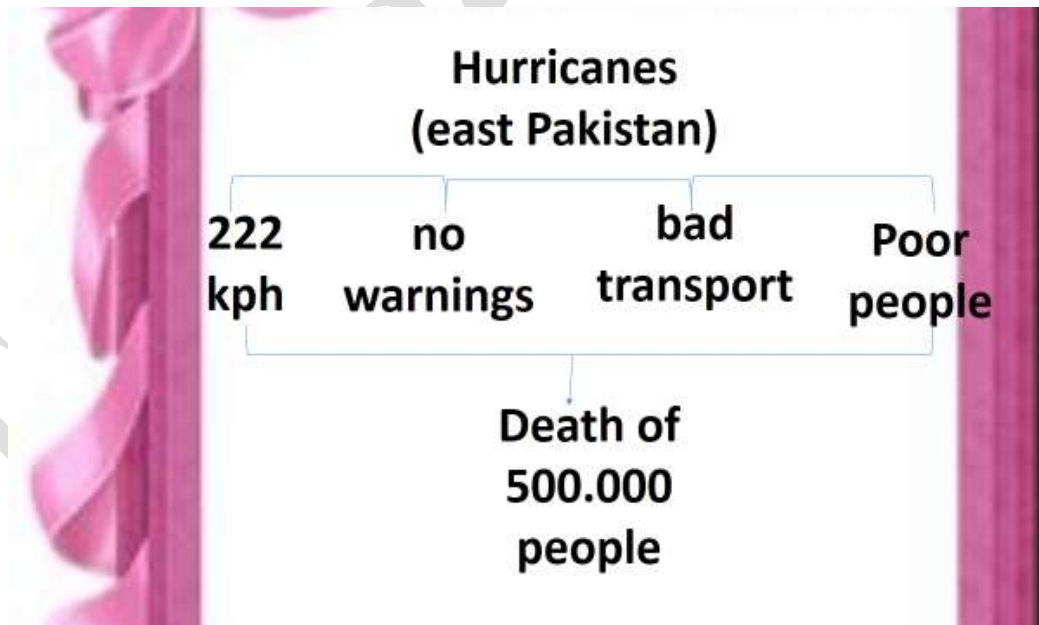 Hurricanes
(east Pakistan)
222
kph
no
warnings
bad
transport
Poor
people
Death of
500.000
people